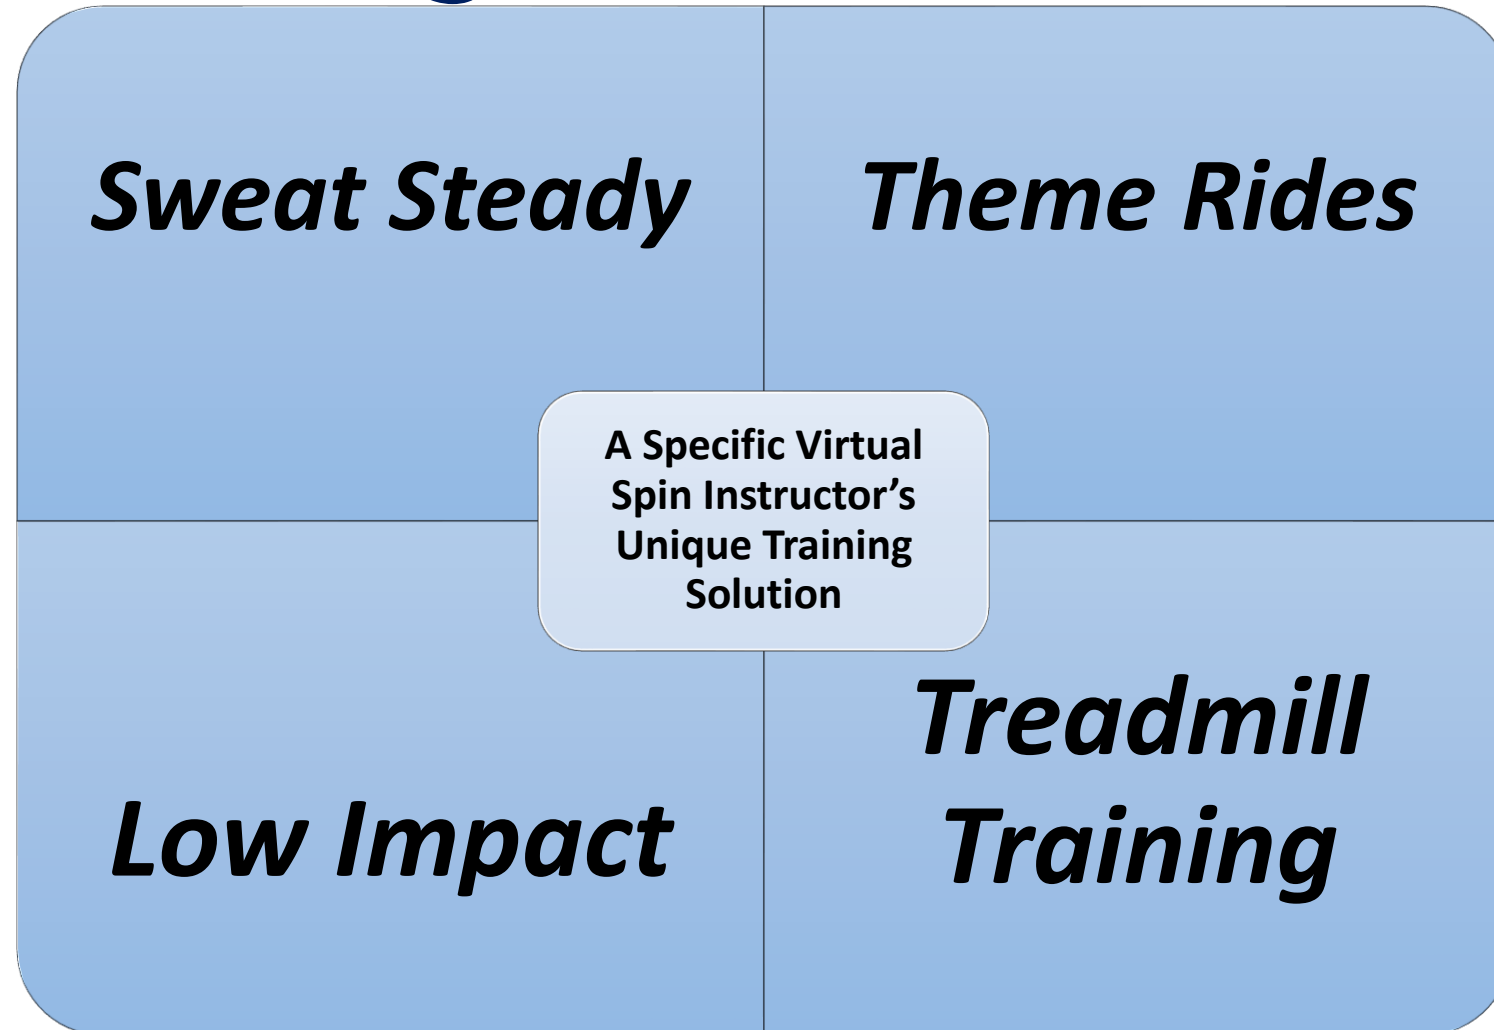 Sweat Steady
Theme Rides
A Specific Virtual
Spin Instructor’s
Unique Training
Solution
Low Impact
Treadmill
Training